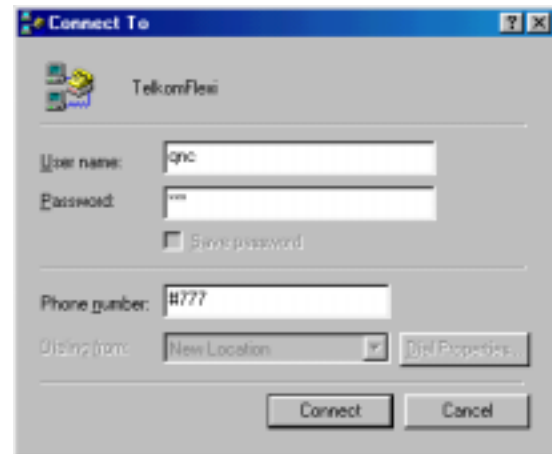 Connect To
TelkomFlexi
User name: qnc
Password: ***
Save password
Phone number: #777
Dialing from: New Location Dial Properties...
Connect Cancel